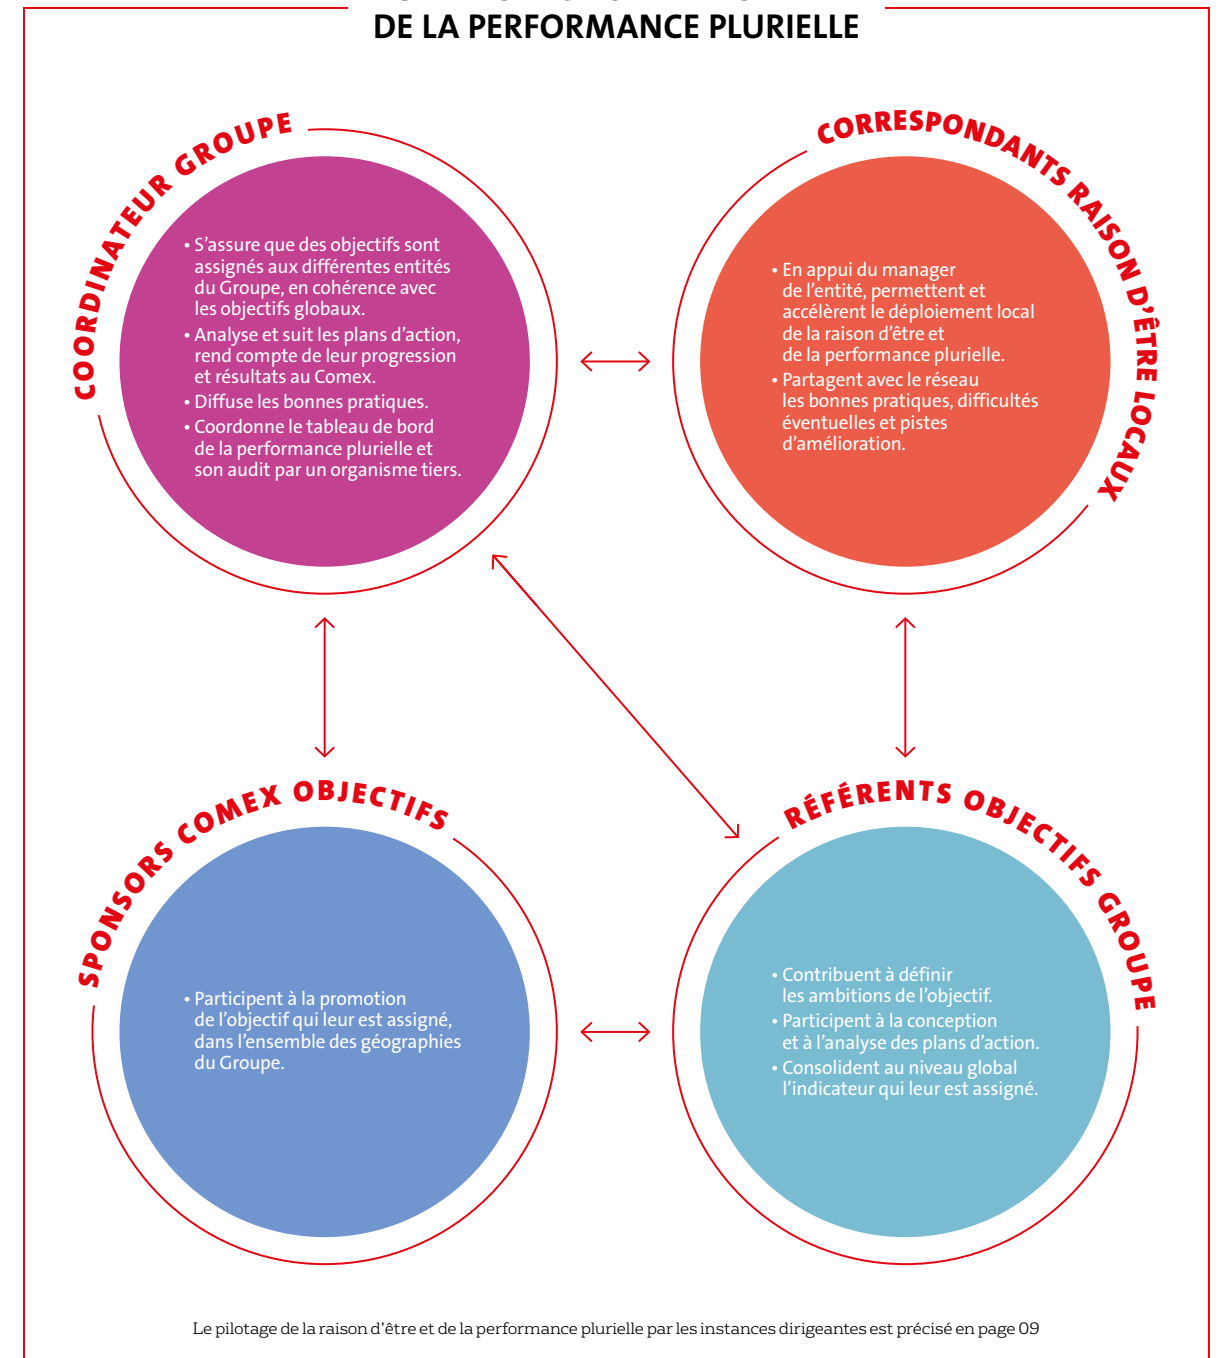 DE LA PERFORMANCE PLURIELLE
COORDINATEUR GROUPE
• S’assure que des objectifs sont
assignés aux différentes entités
du Groupe, en cohérence avec
les objectifs globaux.
• Analyse et suit les plans d’action,
rend compte de leur progression
et résultats au Comex.
• Diffuse les bonnes pratiques.
• Coordonne le tableau de bord
de la performance plurielle et
son audit par un organisme tiers.
CORRESPONDANTS RAISON D’ÊTRE LOCAUX
• En appui du manager
de l’entité, permettent et
accélèrent le déploiement local
de la raison d’être et
de la performance plurielle.
• Partagent avec le réseau
les bonnes pratiques, difficultés
éventuelles et pistes
d’amélioration.
SPONSORS COMEX OBJECTIFS
• Participent à la promotion
de l’objectif qui leur est assigné,
dans l’ensemble des géographies
du Groupe.
RÉFÉRENTS OBJECTIFS GROUPE
• Contribuent à définir
les ambitions de l’objectif.
• Participent à la conception
et à l’analyse des plans d’action.
• Consolident au niveau global
l’indicateur qui leur est assigné.
Le pilotage de la raison d’être et de la performance plurielle par les instances dirigeantes est précisé en page 09